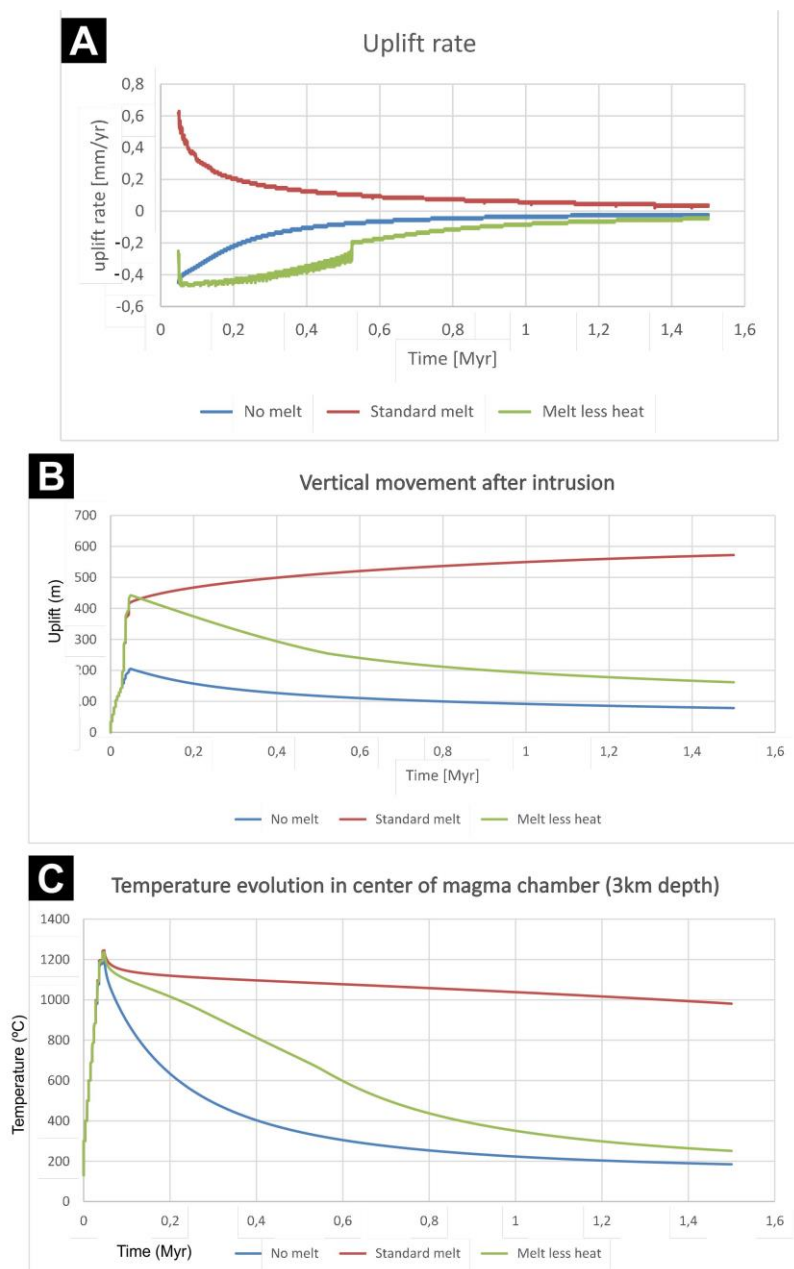 A
Uplift rate
uplift rate [mm/yr]
0,8
0,6
0,4
0,2
0
-0,2
-0,4
-0,6
0 0,2 0,4 0,6 0,8 1 1,2 1,4 1,6
Time [Myr]
No melt Standard melt Melt less heat
B
Vertical movement after intrusion
Uplift (m)
700
600
500
400
300
200
100
0
0 0,2 0,4 0,6 0,8 1 1,2 1,4 1,6
Time [Myr]
No melt Standard melt Melt less heat
C
Temperature evolution in center of magma chamber (3km depth)
Temperature (ºC)
1400
1200
1000
800
600
400
200
0
0 0,2 0,4 0,6 0,8 1 1,2 1,4 1,6
Time (Myr)
No melt Standard melt Melt less heat